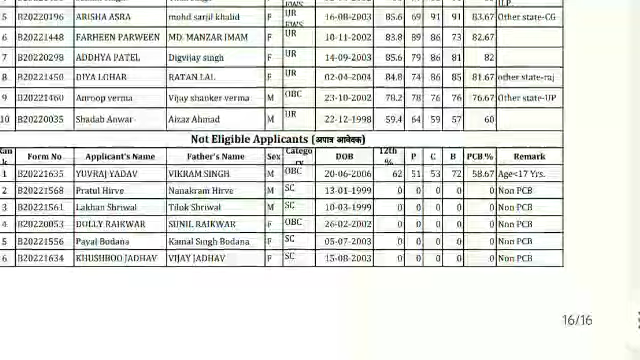 U.P.
5 B20220196 ARISHA ASRA mohd sanjil khalid F UR EWS 16-08-2003 85.6 69 91 91 83.67 Other state-CG
6 B20221448 FARHEEN PARWEEN MD. MANZAR IMAM F UR 10-11-2002 83.8 89 86 73 82.67
7 B20220298 ADDHYA PATEL Digvijay singh F UR 14-09-2003 85.6 79 86 81 82
8 B20221450 DIYA LOHAR RATAN LAL F UR 02-04-2004 84.8 74 86 85 81.67 other state-raj
9 B20221460 Anroop verma Vijay shanker verma M OBC 23-10-2002 78.2 78 76 76 76.67 Other state-UP
10 B20220035 Shadab Anwar Aizaz Ahmad M UR 22-12-1998 59.4 64 59 57 60
Not Eligible Applicants (अपात्र आवेदक)
Ran k Form No Applicant's Name Father's Name Sex Catego ry DOB 12th % P C B PCB % Remark
1 B20221635 YUVRAJ YADAV VIKRAM SINGH M OBC 20-06-2006 62 51 53 72 58.67 Age<17 Yrs.
2 B20221568 Pratul Hirve Nanakram Hirve M SC 13-01-1999 0 0 0 0 Non PCB
3 B20221561 Lakhan Shriwal Tilok Shriwal M SC 10-03-1999 0 0 0 0 Non PCB
4 B20220053 DOLLY RAIKWAR SUNIL RAIKWAR F OBC 26-02-2002 0 0 0 0 Non PCB
5 B20221556 Payal Bodana Kamal Singh Bodana F SC 05-07-2003 0 0 0 0 Non PCB
6 B20221634 KHUSHBOO JADHAV VIJAY JADHAV F SC 15-08-2003 0 0 0 0 Non PCB
16/16